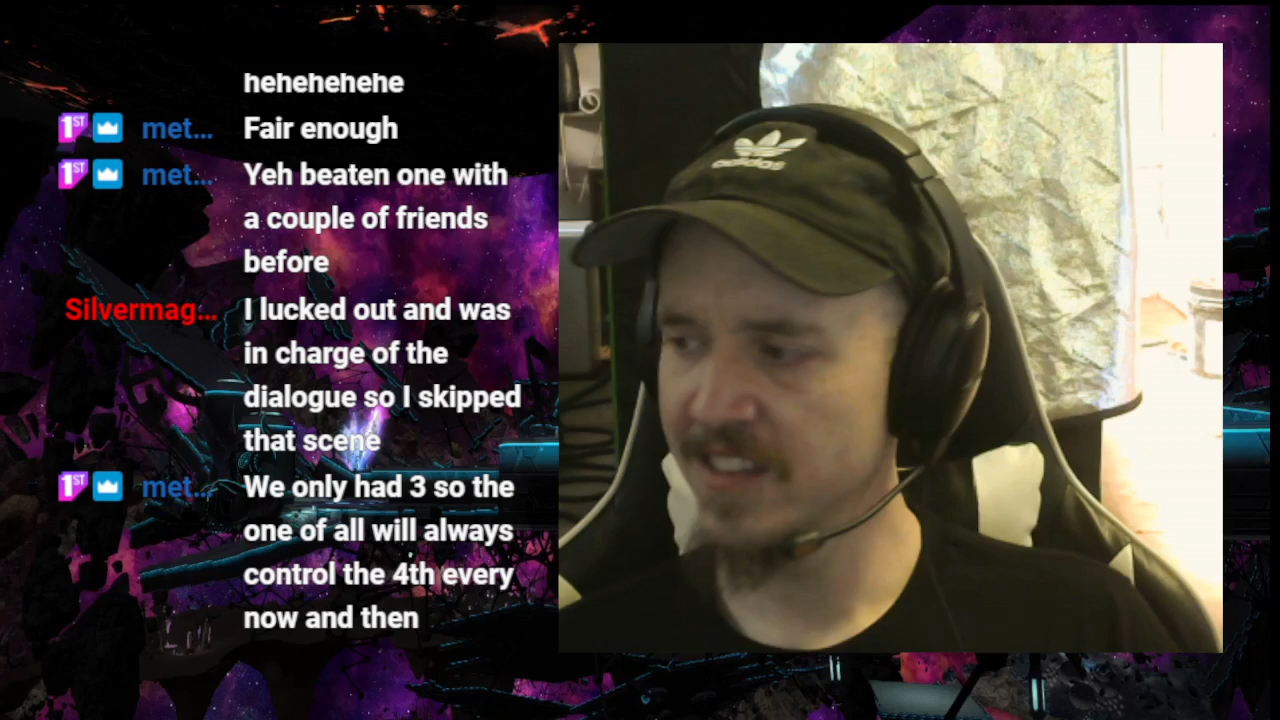 hehehehehe
1ST met... Fair enough
1ST met... Yeh beaten one with
a couple of friends
before
Silvermag... I lucked out and was
in charge of the
dialogue so I skipped
that scene
1ST met... We only had 3 so the
one of all will always
control the 4th every
now and then
adidas